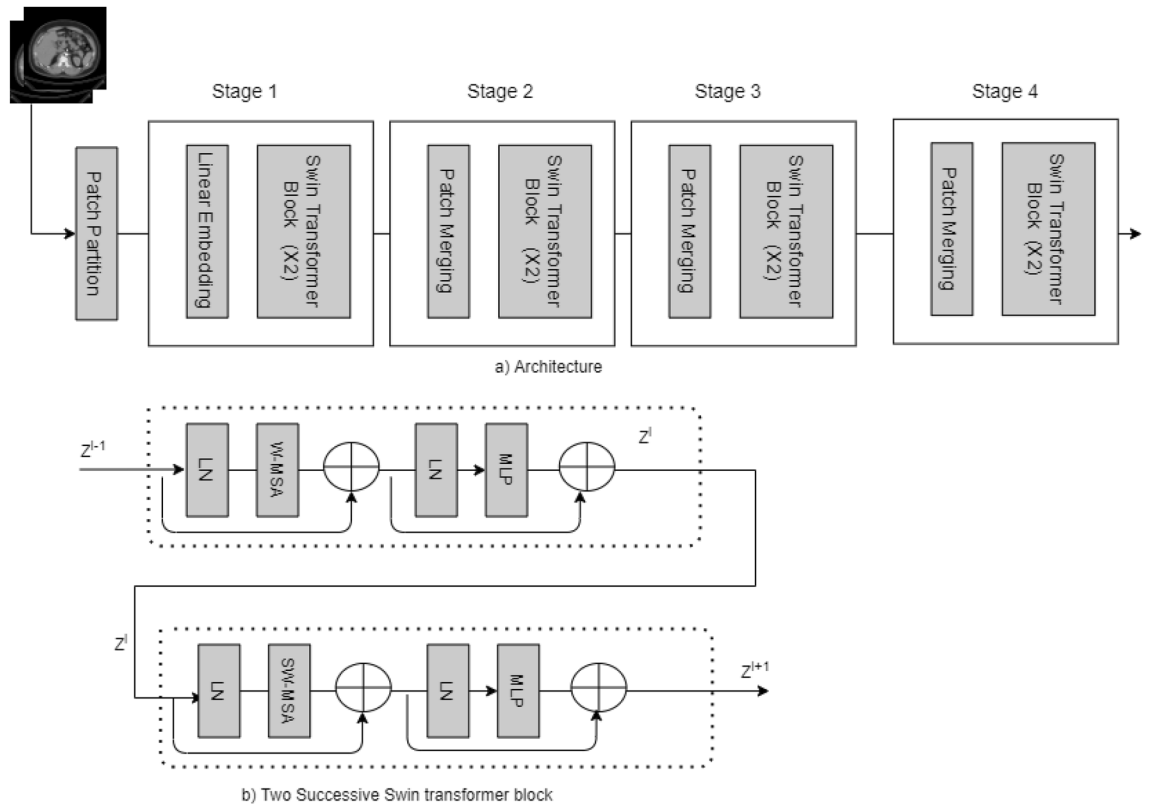 Stage 1
Stage 2
Stage 3
Stage 4
Patch Partition
Linear Embedding
Swin Transformer
Block (X2)
Patch Merging
Swin Transformer
Block (X2)
Patch Merging
Swin Transformer
Block (X2)
Patch Merging
Swin Transformer
Block (X2)
a) Architecture
Z^l-1
LN
W-MSA
LN
MLP
Z^l
Z^l
LN
SW-MSA
LN
MLP
Z^l+1
b) Two Successive Swin transformer block